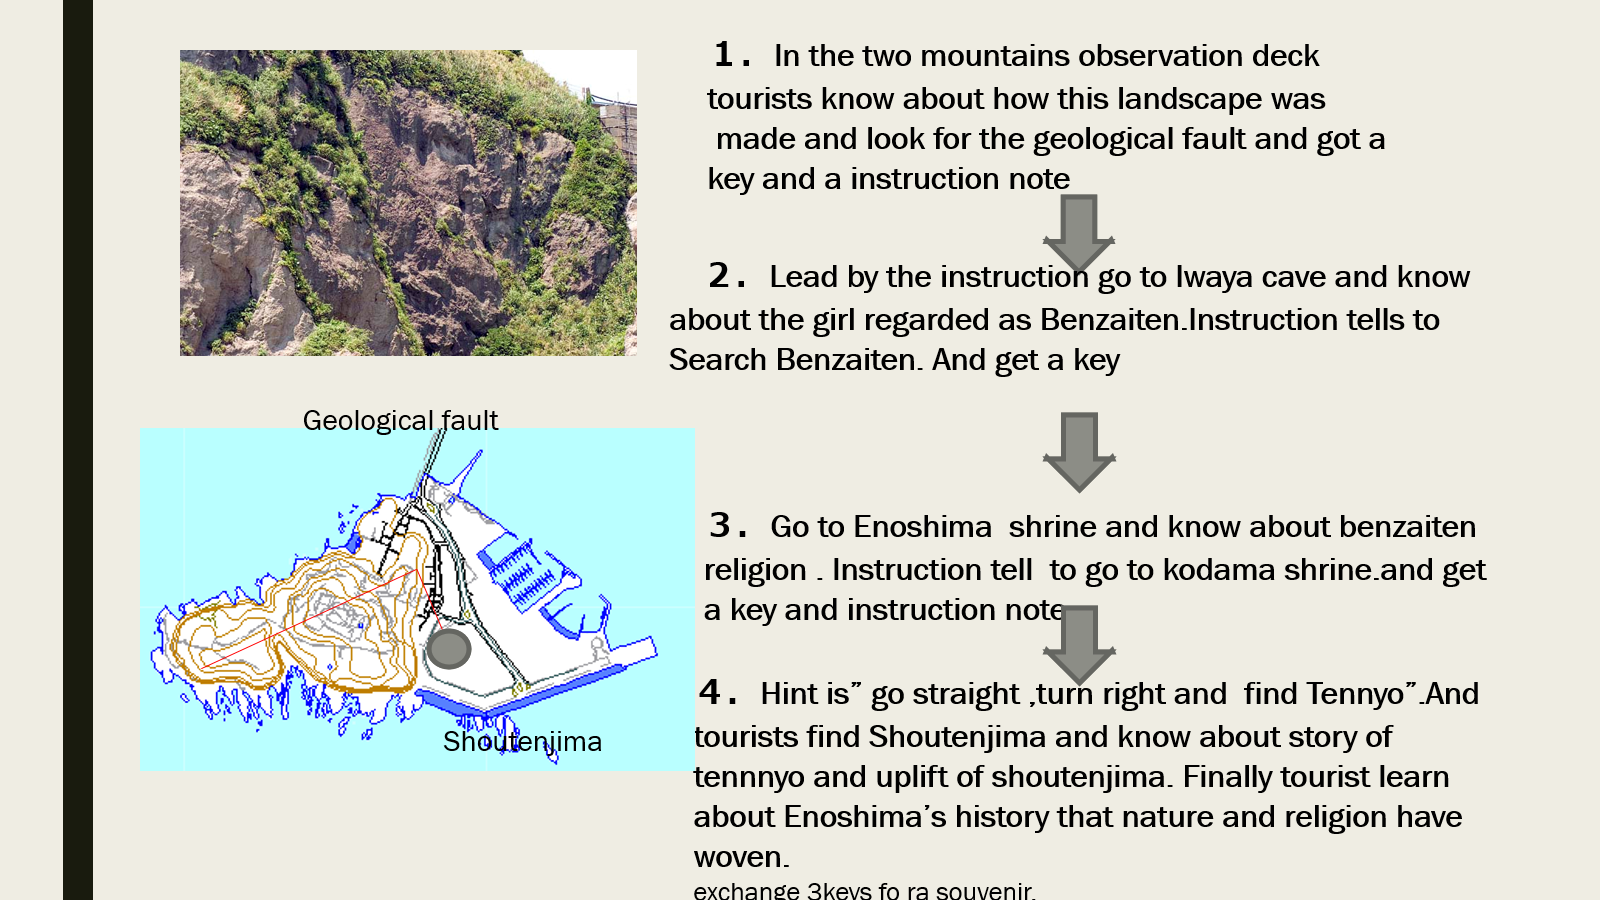 1. In the two mountains observation deck
tourists know about how this landscape was
made and look for the geological fault and got a
key and a instruction note
2. Lead by the instruction go to Iwaya cave and know
about the girl regarded as Benzaiten.Instruction tells to
Search Benzaiten. And get a key
Geological fault
3. Go to Enoshima shrine and know about benzaiten
religion . Instruction tell to go to kodama shrine.and get
a key and instruction note
4. Hint is” go straight ,turn right and find Tennyo”.And
tourists find Shoutenjima and know about story of
tennnyo and uplift of shoutenjima. Finally tourist learn
about Enoshima’s history that nature and religion have
woven.
exchange 3keys fo ra souvenir.
Shoutenjima